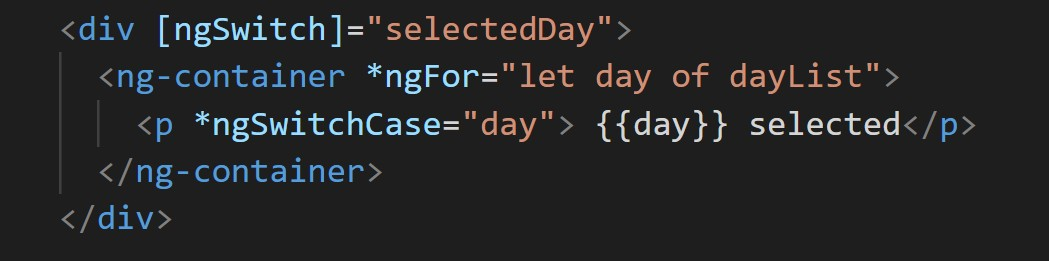 <div [ngSwitch]="selectedDay">
<ng-container *ngFor="let day of dayList">
<p *ngSwitchCase="day"> {{day}} selected</p>
</ng-container>
</div>